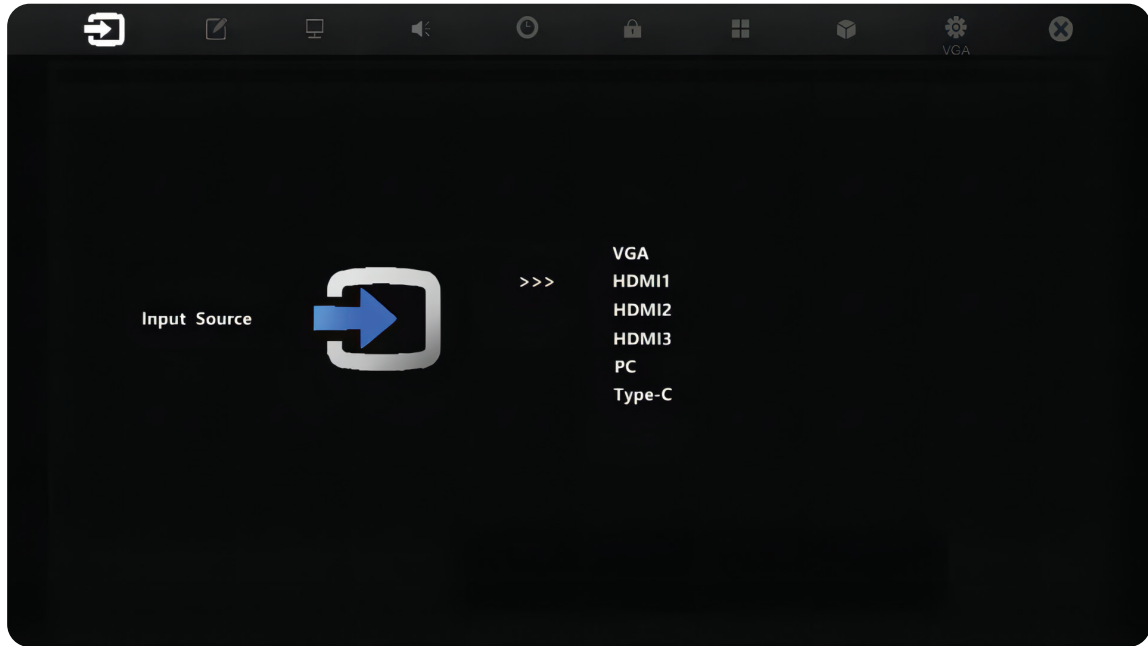 VGA
Input Source
>>>
VGA
HDMI1
HDMI2
HDMI3
PC
Type-C